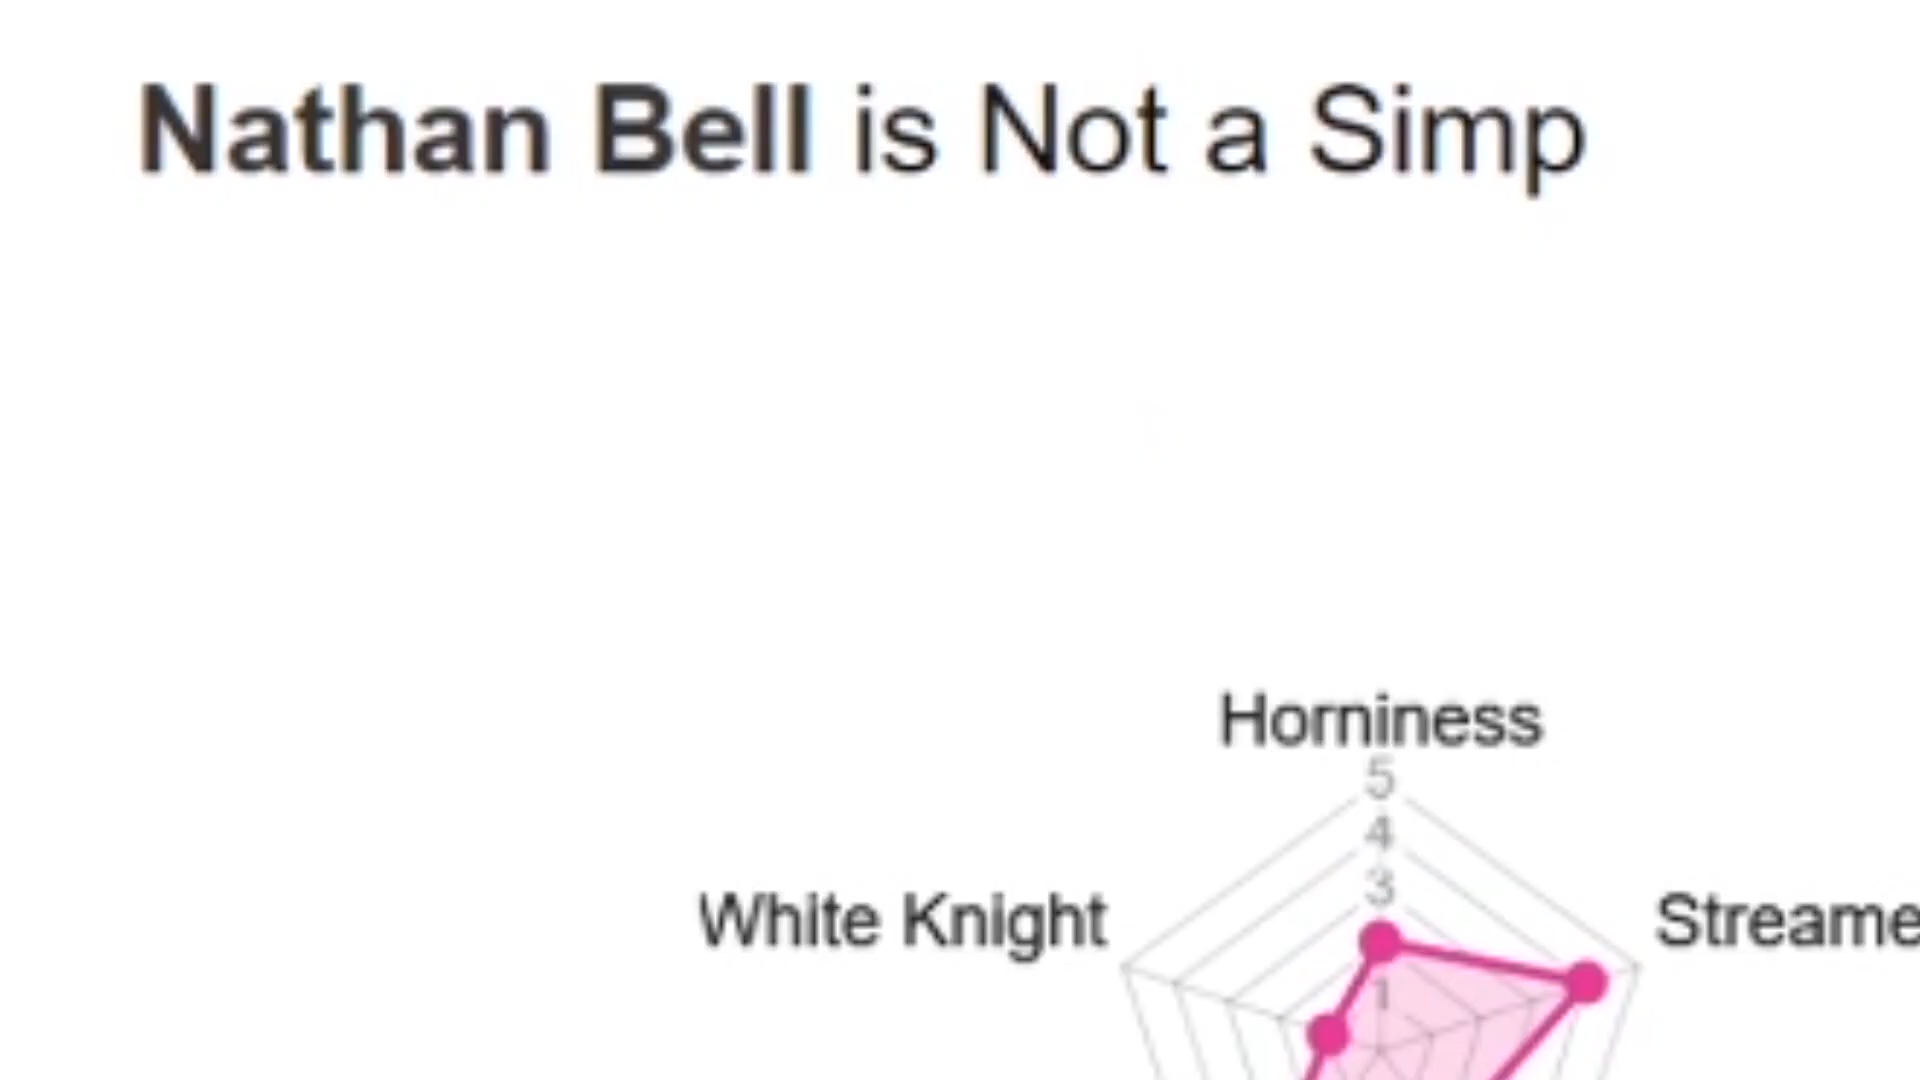 Nathan Bell is Not a Simp
Horniness
5
4
3
White Knight
Streame
1